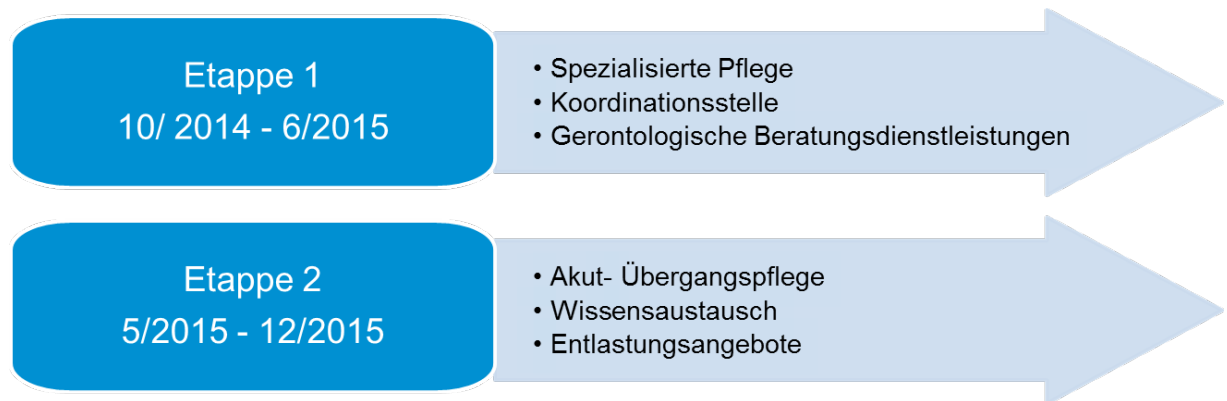 Etappe 1
10/ 2014 - 6/2015
• Spezialisierte Pflege
• Koordinationsstelle
• Gerontologische Beratungsdienstleistungen
Etappe 2
5/2015 - 12/2015
• Akut- Übergangspflege
• Wissensaustausch
• Entlastungsangebote